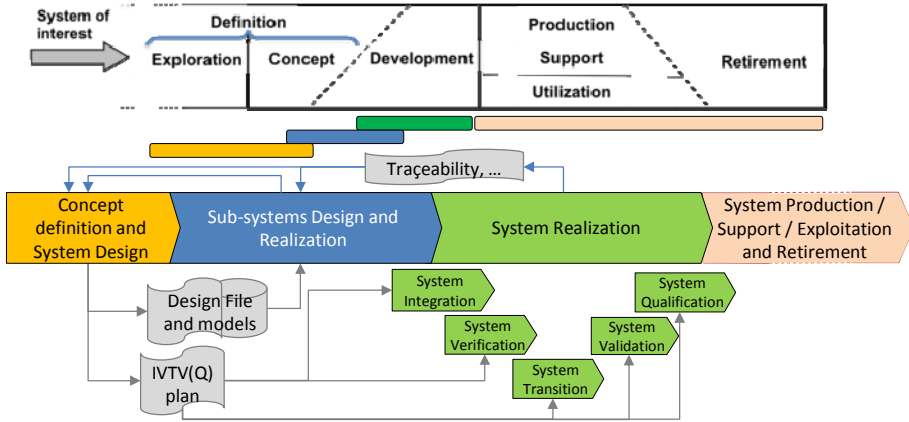 System of
interest
Definition
Exploration
Concept
Development
Production
Support
Utilization
Retirement
Traçeability, ...
Concept
definition and
System Design
Sub-systems Design and
Realization
System Realization
System Production /
Support / Exploitation
and Retirement
Design File
and models
IVTV(Q)
plan
System
Integration
System
Verification
System
Transition
System
Validation
System
Qualification